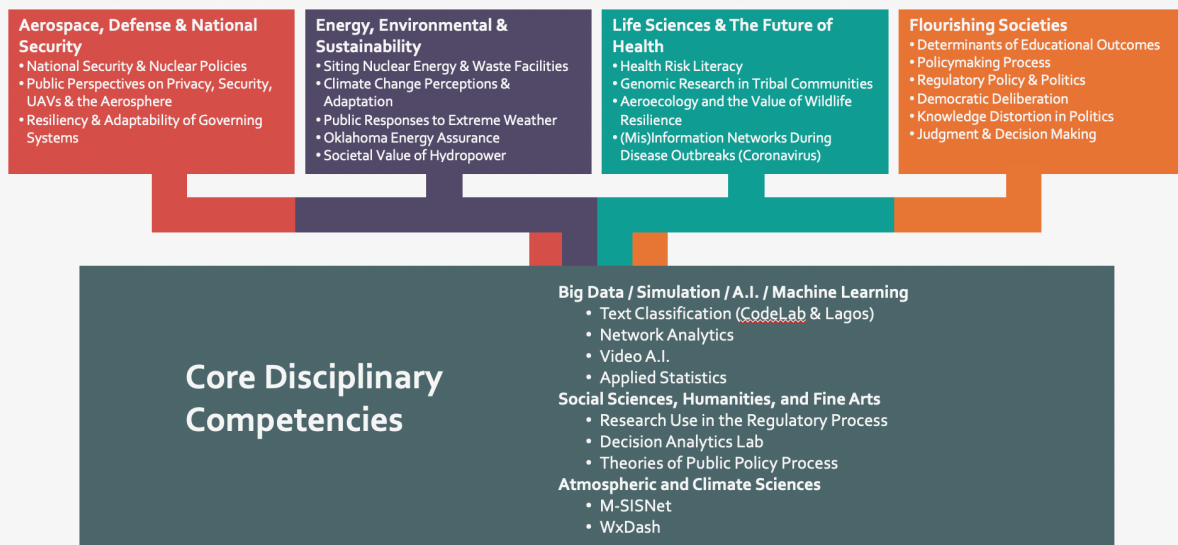 Aerospace, Defense & National
Security
• National Security & Nuclear Policies
• Public Perspectives on Privacy, Security,
UAVs & the Aerosphere
• Resiliency & Adaptability of Governing
Systems
Energy, Environmental &
Sustainability
• Siting Nuclear Energy & Waste Facilities
• Climate Change Perceptions &
Adaptation
• Public Responses to Extreme Weather
• Oklahoma Energy Assurance
• Societal Value of Hydropower
Life Sciences & The Future of
Health
• Health Risk Literacy
• Genomic Research in Tribal Communities
• Aeroecology and the Value of Wildlife
Resilience
• (Mis)Information Networks During
Disease Outbreaks (Coronavirus)
Flourishing Societies
• Determinants of Educational Outcomes
• Policymaking Process
• Regulatory Policy & Politics
• Democratic Deliberation
• Knowledge Distortion in Politics
• Judgment & Decision Making
Core Disciplinary
Competencies
Big Data / Simulation / A.I. / Machine Learning
• Text Classification (CodeLab & Lagos)
• Network Analytics
• Video A.I.
• Applied Statistics
Social Sciences, Humanities, and Fine Arts
• Research Use in the Regulatory Process
• Decision Analytics Lab
• Theories of Public Policy Process
Atmospheric and Climate Sciences
• M-SISNet
• WxDash